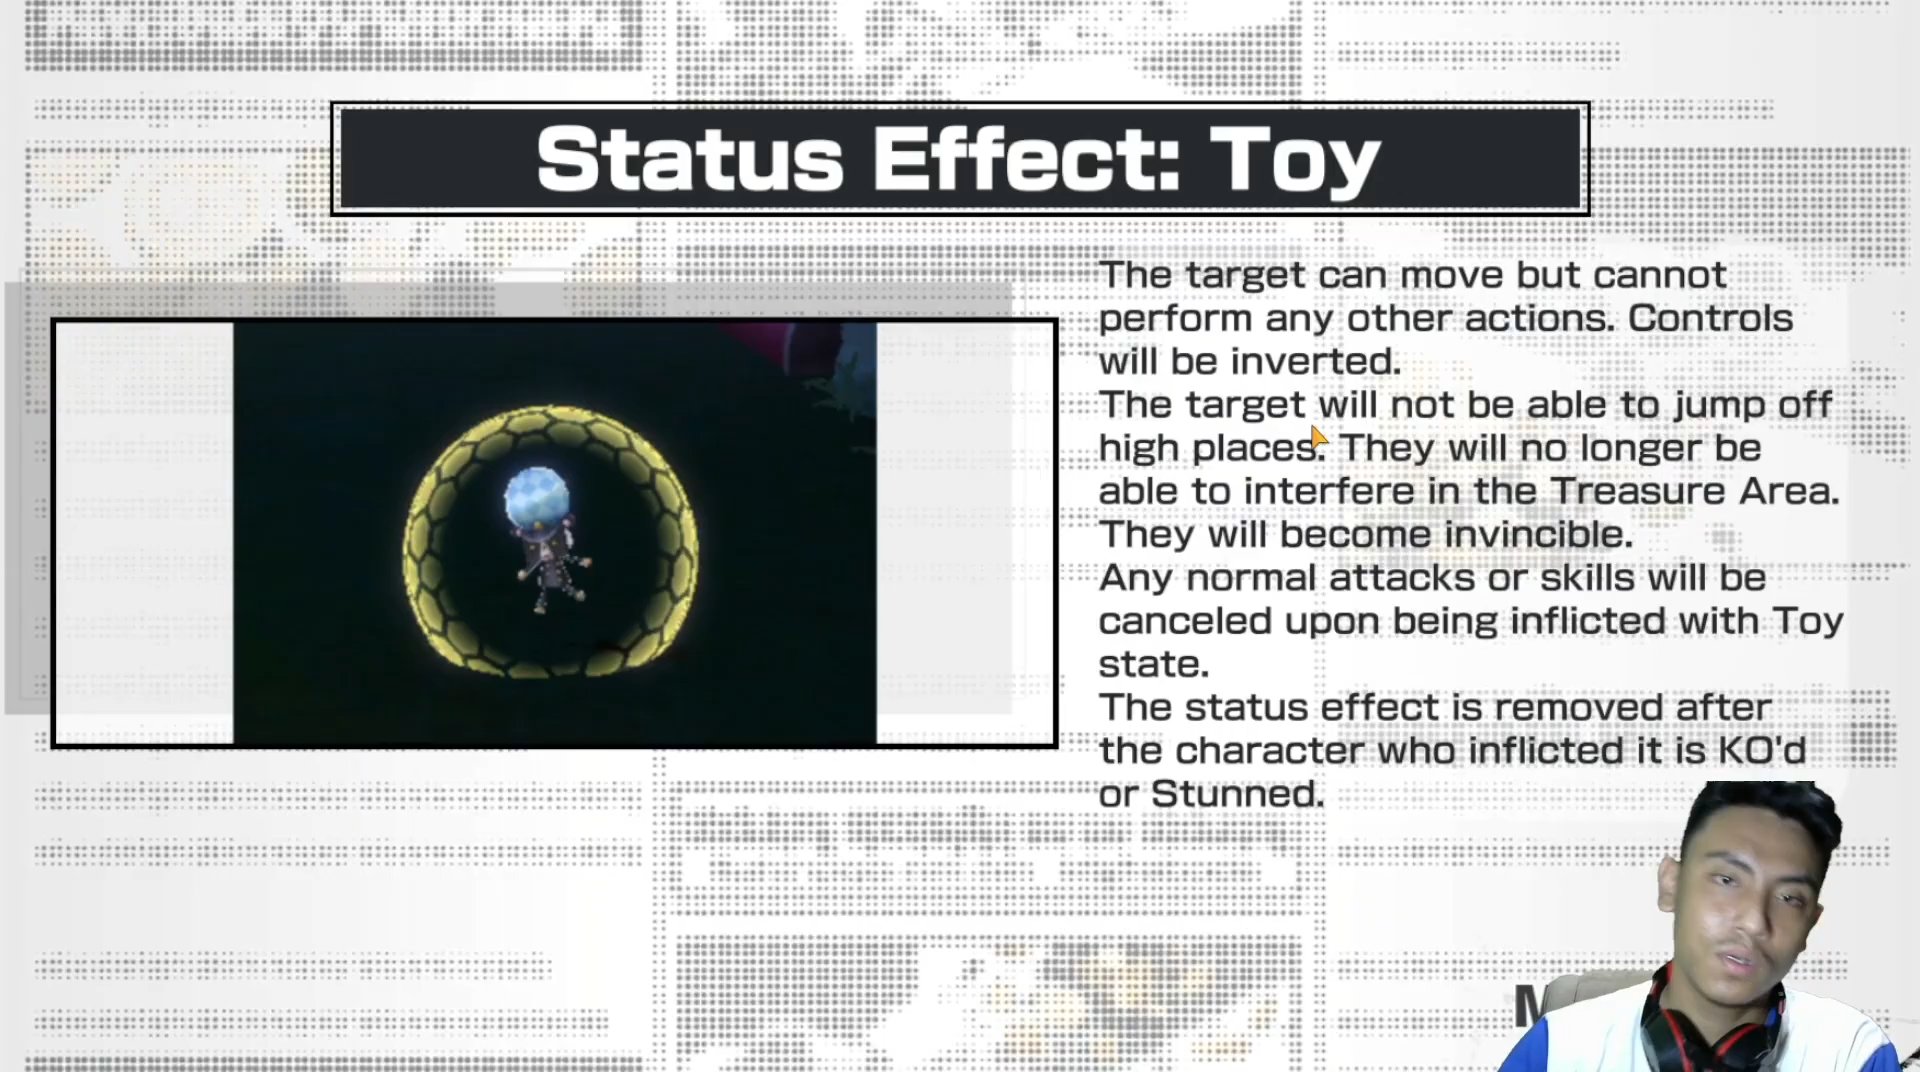 Status Effect: Toy
The target can move but cannot
perform any other actions. Controls
will be inverted.
The target will not be able to jump off
high places. They will no longer be
able to interfere in the Treasure Area.
They will become invincible.
Any normal attacks or skills will be
canceled upon being inflicted with Toy
state.
The status effect is removed after
the character who inflicted it is KO'd
or Stunned.